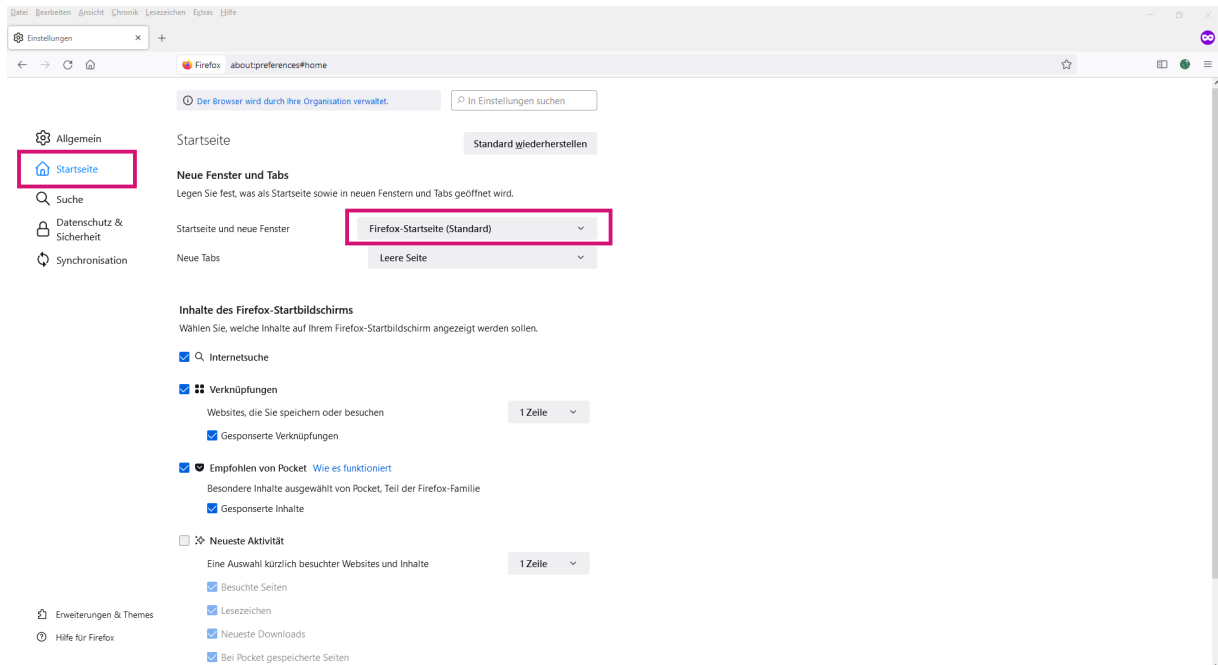 Datei Bearbeiten Ansicht Chronik Lesezeichen Extras Hilfe
Einstellungen
Firefox about:preferences#home
Der Browser wird durch Ihre Organisation verwaltet.
In Einstellungen suchen
Allgemein
Startseite
Suche
Datenschutz &
Sicherheit
Synchronisation
Erweiterungen & Themes
Hilfe für Firefox
Startseite
Standard wiederherstellen
Neue Fenster und Tabs
Legen Sie fest, was als Startseite sowie in neuen Fenstern und Tabs geöffnet wird.
Startseite und neue Fenster
Firefox-Startseite (Standard)
Neue Tabs
Leere Seite
Inhalte des Firefox-Startbildschirms
Wählen Sie, welche Inhalte auf Ihrem Firefox-Startbildschirm angezeigt werden sollen.
Internetsuche
Verknüpfungen
Websites, die Sie speichern oder besuchen
1 Zeile
Gesponserte Verknüpfungen
Empfohlen von Pocket Wie es funktioniert
Besondere Inhalte ausgewählt von Pocket, Teil der Firefox-Familie
Gesponserte Inhalte
Neueste Aktivität
Eine Auswahl kürzlich besuchter Websites und Inhalte
1 Zeile
Besuchte Seiten
Lesezeichen
Neueste Downloads
Bei Pocket gespeicherte Seiten